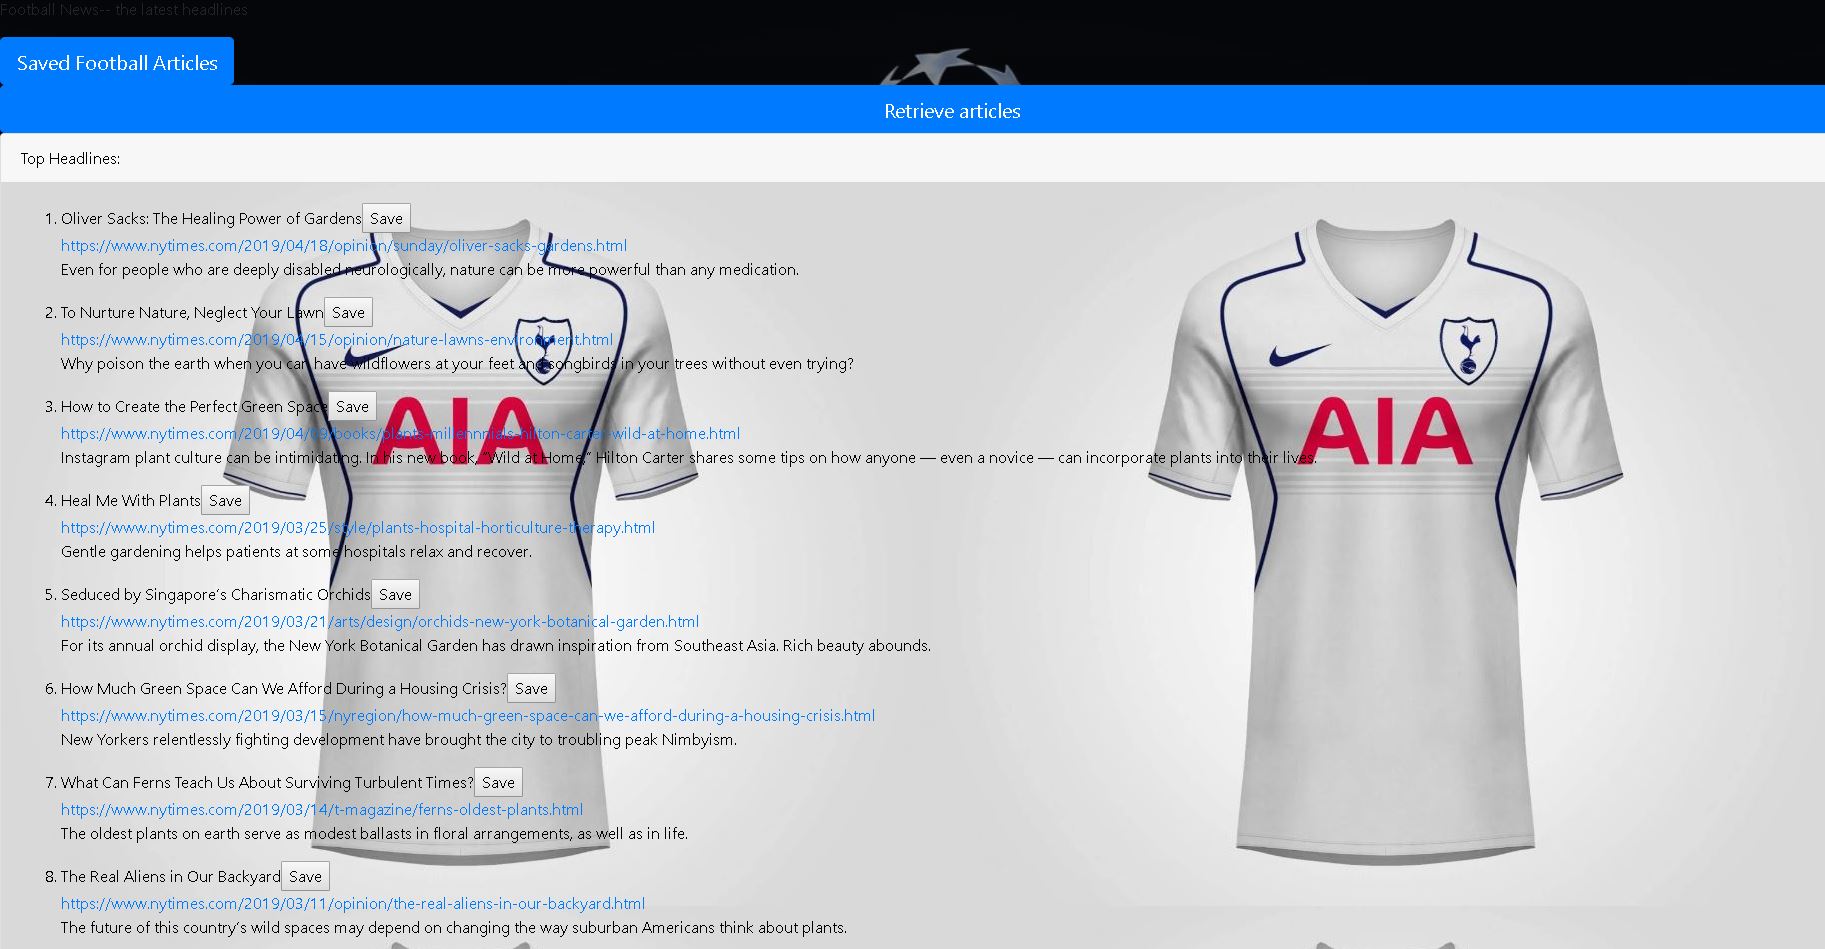 Football News-- the latest headlines
Saved Football Articles
Retrieve articles
Top Headlines:
1. Oliver Sacks: The Healing Power of Gardens Save
https://www.nytimes.com/2019/04/18/opinion/sunday/oliver-sacks-gardens.html
Even for people who are deeply disabled neurologically, nature can be more powerful than any medication.
2. To Nurture Nature, Neglect Your Lawn Save
https://www.nytimes.com/2019/04/15/opinion/nature-lawns-environment.html
Why poison the earth when you can have wildflowers at your feet and songbirds in your trees without even trying?
3. How to Create the Perfect Green Space Save
https://www.nytimes.com/2019/04/09/books/plants-millennnials-hilton-carter-wild-at-home.html
Instagram plant culture can be intimidating. In his new book, “Wild at Home,” Hilton Carter shares some tips on how anyone — even a novice — can incorporate plants into their lives.
AIA AIA
4. Heal Me With Plants Save
https://www.nytimes.com/2019/03/25/style/plants-hospital-horticulture-therapy.html
Gentle gardening helps patients at some hospitals relax and recover.
5. Seduced by Singapore’s Charismatic Orchids Save
https://www.nytimes.com/2019/03/21/arts/design/orchids-new-york-botanical-garden.html
For its annual orchid display, the New York Botanical Garden has drawn inspiration from Southeast Asia. Rich beauty abounds.
6. How Much Green Space Can We Afford During a Housing Crisis? Save
https://www.nytimes.com/2019/03/15/nyregion/how-much-green-space-can-we-afford-during-a-housing-crisis.html
New Yorkers relentlessly fighting development have brought the city to troubling peak Nimbyism.
7. What Can Ferns Teach Us About Surviving Turbulent Times? Save
https://www.nytimes.com/2019/03/14/t-magazine/ferns-oldest-plants.html
The oldest plants on earth serve as modest ballasts in floral arrangements, as well as in life.
8. The Real Aliens in Our Backyard Save
https://www.nytimes.com/2019/03/11/opinion/the-real-aliens-in-our-backyard.html
The future of this country’s wild spaces may depend on changing the way suburban Americans think about plants.